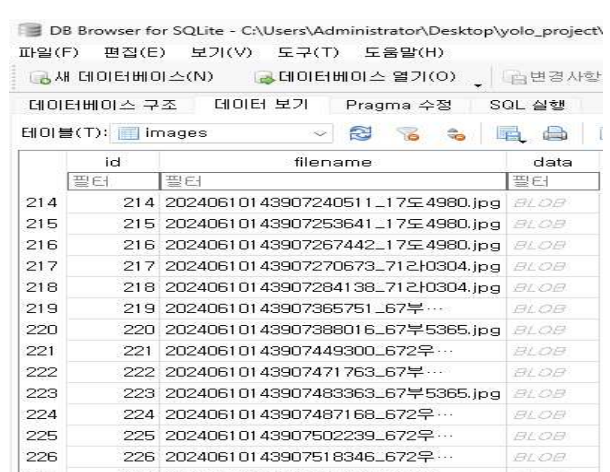 DB Browser for SQLite - C:\Users\Administrator\Desktop\yolo_project\
파일(F) 편집(E) 보기(V) 도구(T) 도움말(H)
새 데이터베이스(N) 데이터베이스 열기(O) 변경사항
데이터베이스 구조 데이터 보기 Pragma 수정 SQL 실행
테이블(T): images
id filename data
필터 필터 필터
214 214 20240610143907240511_17도4980.jpg BLOB
215 215 20240610143907253641_17도4980.jpg BLOB
216 216 20240610143907267442_17도4980.jpg BLOB
217 217 20240610143907270673_71라0304.jpg BLOB
218 218 20240610143907284138_71라0304.jpg BLOB
219 219 20240610143907365751_67부… BLOB
220 220 20240610143907388016_67부5365.jpg BLOB
221 221 20240610143907449300_672우… BLOB
222 222 20240610143907471763_67부… BLOB
223 223 20240610143907483363_67부5365.jpg BLOB
224 224 20240610143907487168_672우… BLOB
225 225 20240610143907502239_672우… BLOB
226 226 20240610143907518346_672우… BLOB